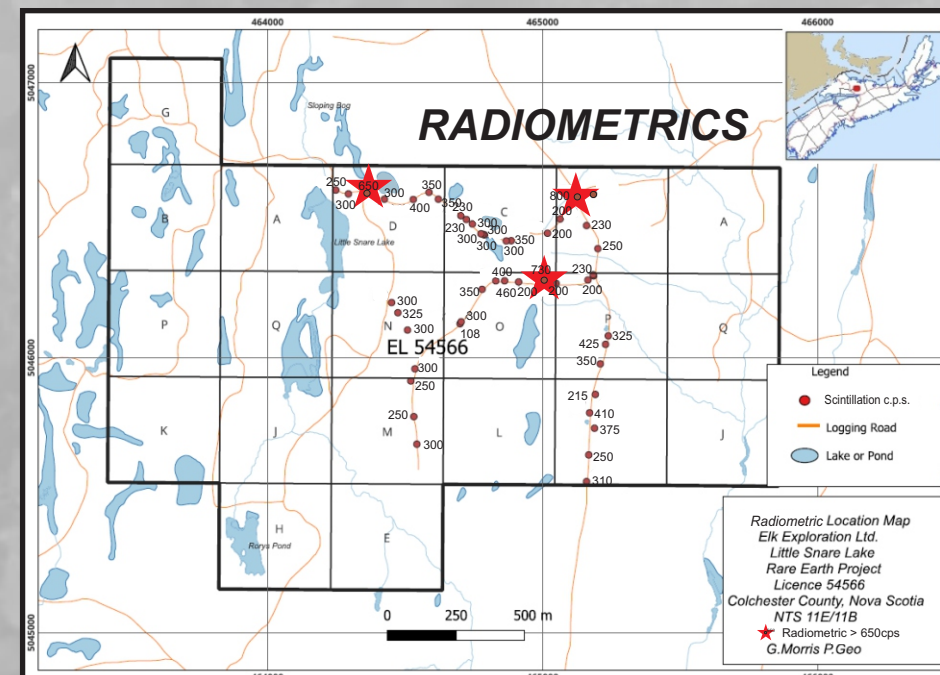 464000 465000 466000
5047000
5046000
5045000
RADIOMETRICS
Sloping Bog
G
250 650 300 350
300 400 350
B A D C A
230
230 300 300
300 300 350
300
800
200
200 230
250
Little Snare Lake
400 730 230
350 460 200 200 200
300
325
300
300
108
P Q N O P Q
EL 54566
325
425
350
300
250
215
410
375
250
300
250
310
K J M L J
H E
Rorys Pond
0 250 500 m
Legend
Scintillation c.p.s.
Logging Road
Lake or Pond
Radiometric Location Map
Elk Exploration Ltd.
Little Snare Lake
Rare Earth Project
Licence 54566
Colchester County, Nova Scotia
NTS 11E/11B
Radiometric > 650cps
G.Morris P.Geo